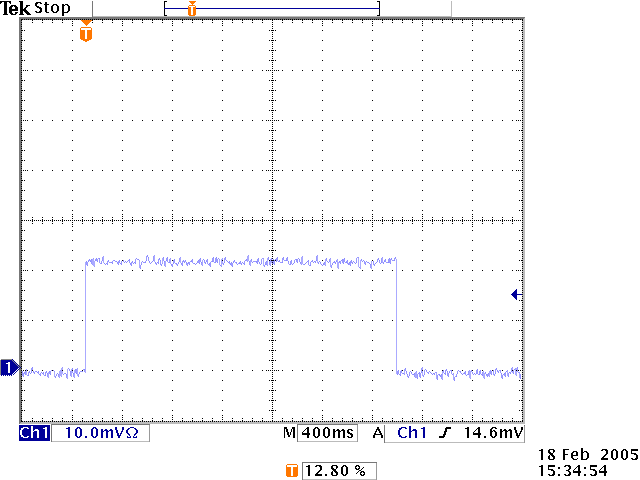 Tek Stop
T
T
1
Ch1 10.0mVΩ M 400ms A Ch1 14.6mV
T 12.80 %
18 Feb 2005
15:34:54